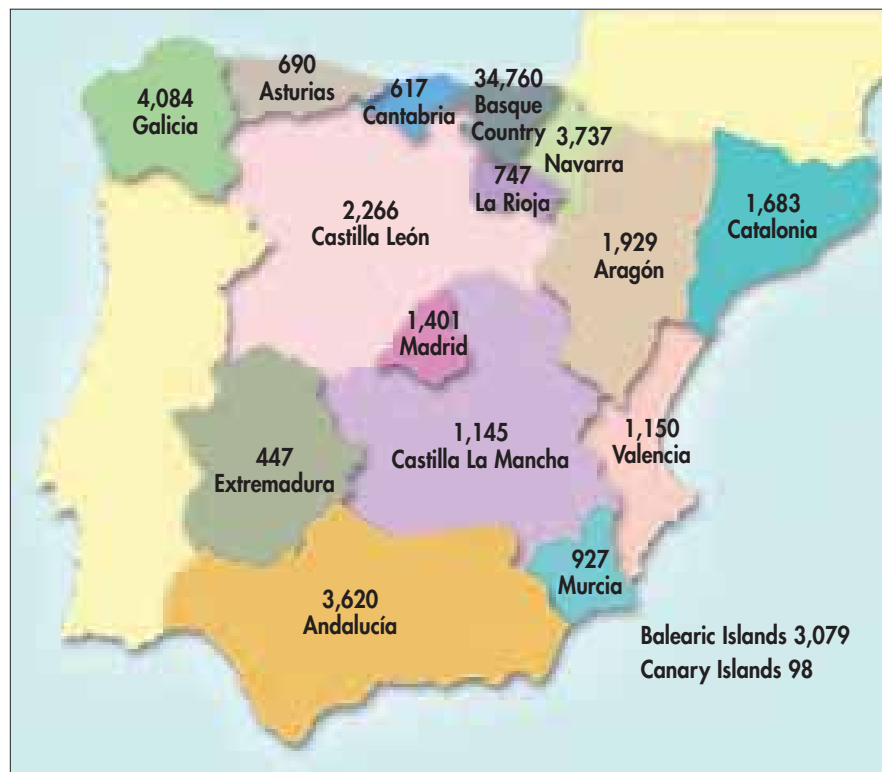 690
Asturias
617
Cantabria
34,760
Basque
Country
4,084
Galicia
3,737
Navarra
747
La Rioja
2,266
Castilla León
1,683
Catalonia
1,929
Aragón
1,401
Madrid
1,145
Castilla La Mancha
1,150
Valencia
447
Extremadura
927
Murcia
3,620
Andalucía
Balearic Islands 3,079
Canary Islands 98